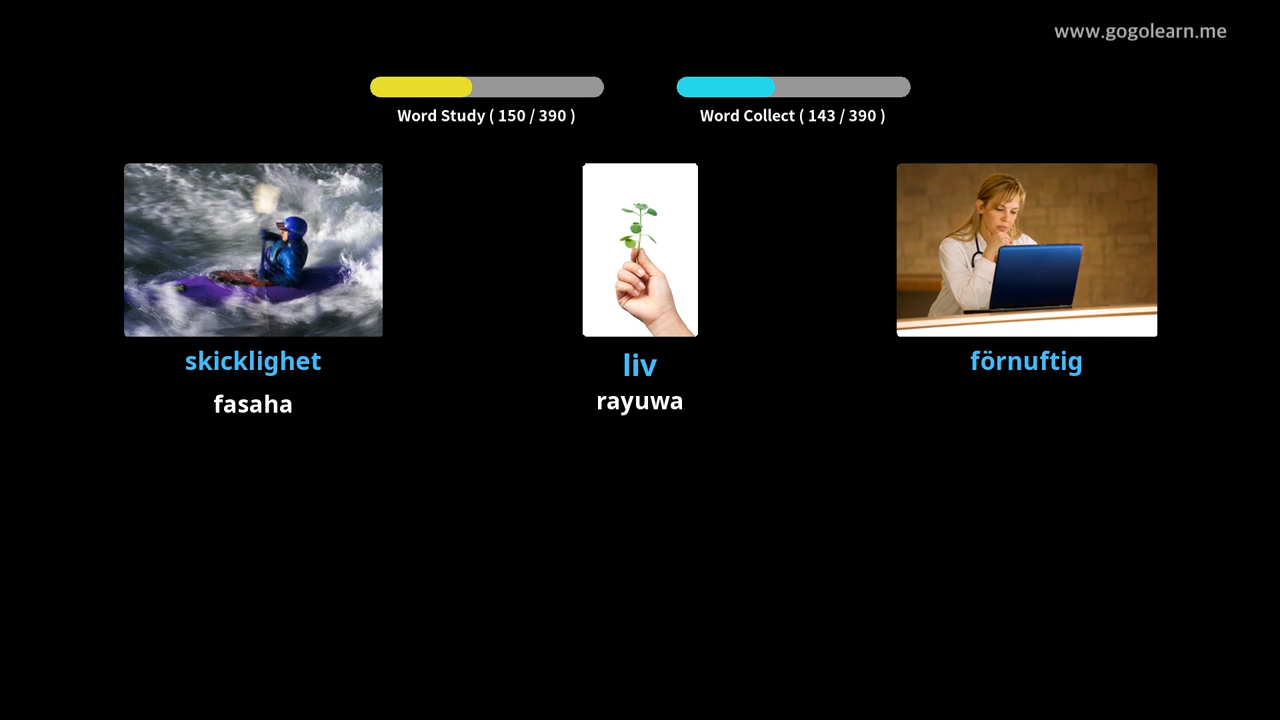 www.gogolearn.me
Word Study ( 150 / 390 )
Word Collect ( 143 / 390 )
skicklighet
liv
förnuftig
fasaha
rayuwa